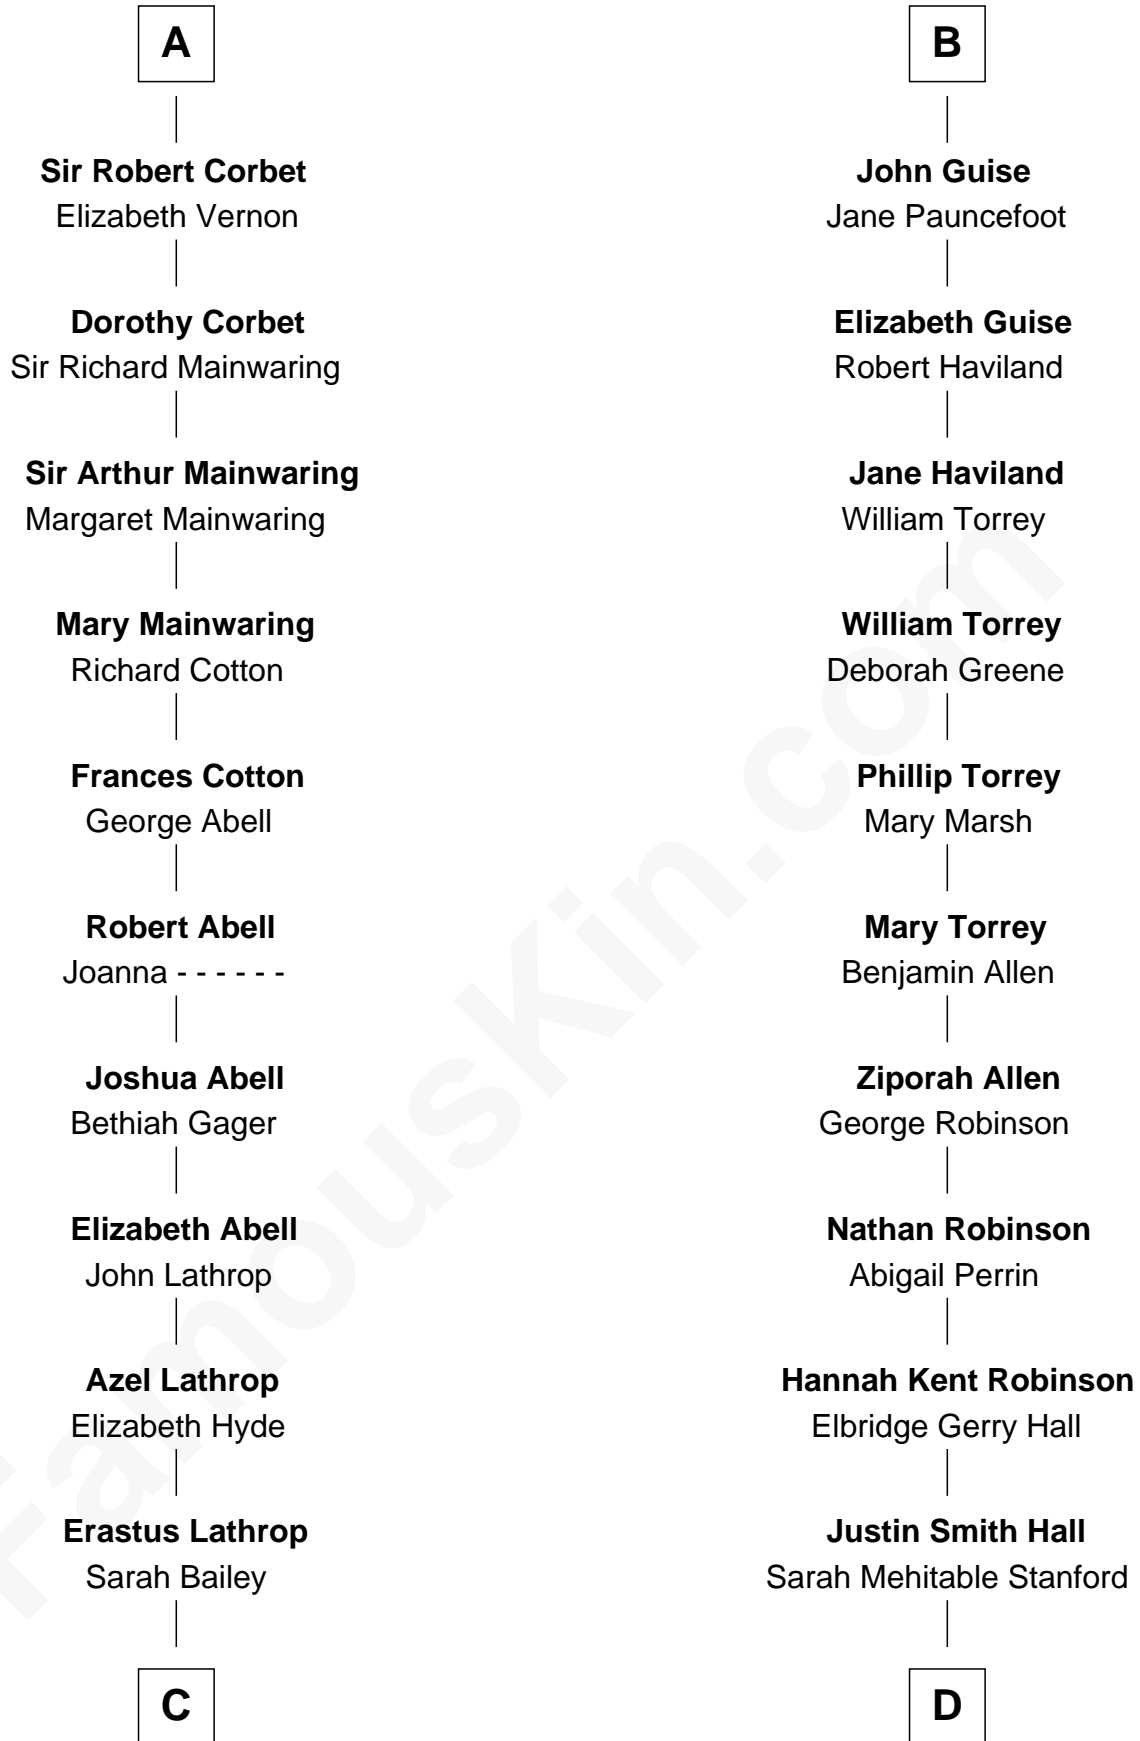 A
Sir Robert Corbet
Elizabeth Vernon
Dorothy Corbet
Sir Richard Mainwaring
Sir Arthur Mainwaring
Margaret Mainwaring
Mary Mainwaring
Richard Cotton
Frances Cotton
George Abell
Robert Abell
Joanna - - - - - -
Joshua Abell
Bethiah Gager
Elizabeth Abell
John Lathrop
Azel Lathrop
Elizabeth Hyde
Erastus Lathrop
Sarah Bailey
C
B
John Guise
Jane Pauncefoot
Elizabeth Guise
Robert Haviland
Jane Haviland
William Torrey
William Torrey
Deborah Greene
Phillip Torrey
Mary Marsh
Mary Torrey
Benjamin Allen
Ziporah Allen
George Robinson
Nathan Robinson
Abigail Perrin
Hannah Kent Robinson
Elbridge Gerry Hall
Justin Smith Hall
Sarah Mehitable Stanford
D
FamousKin.com